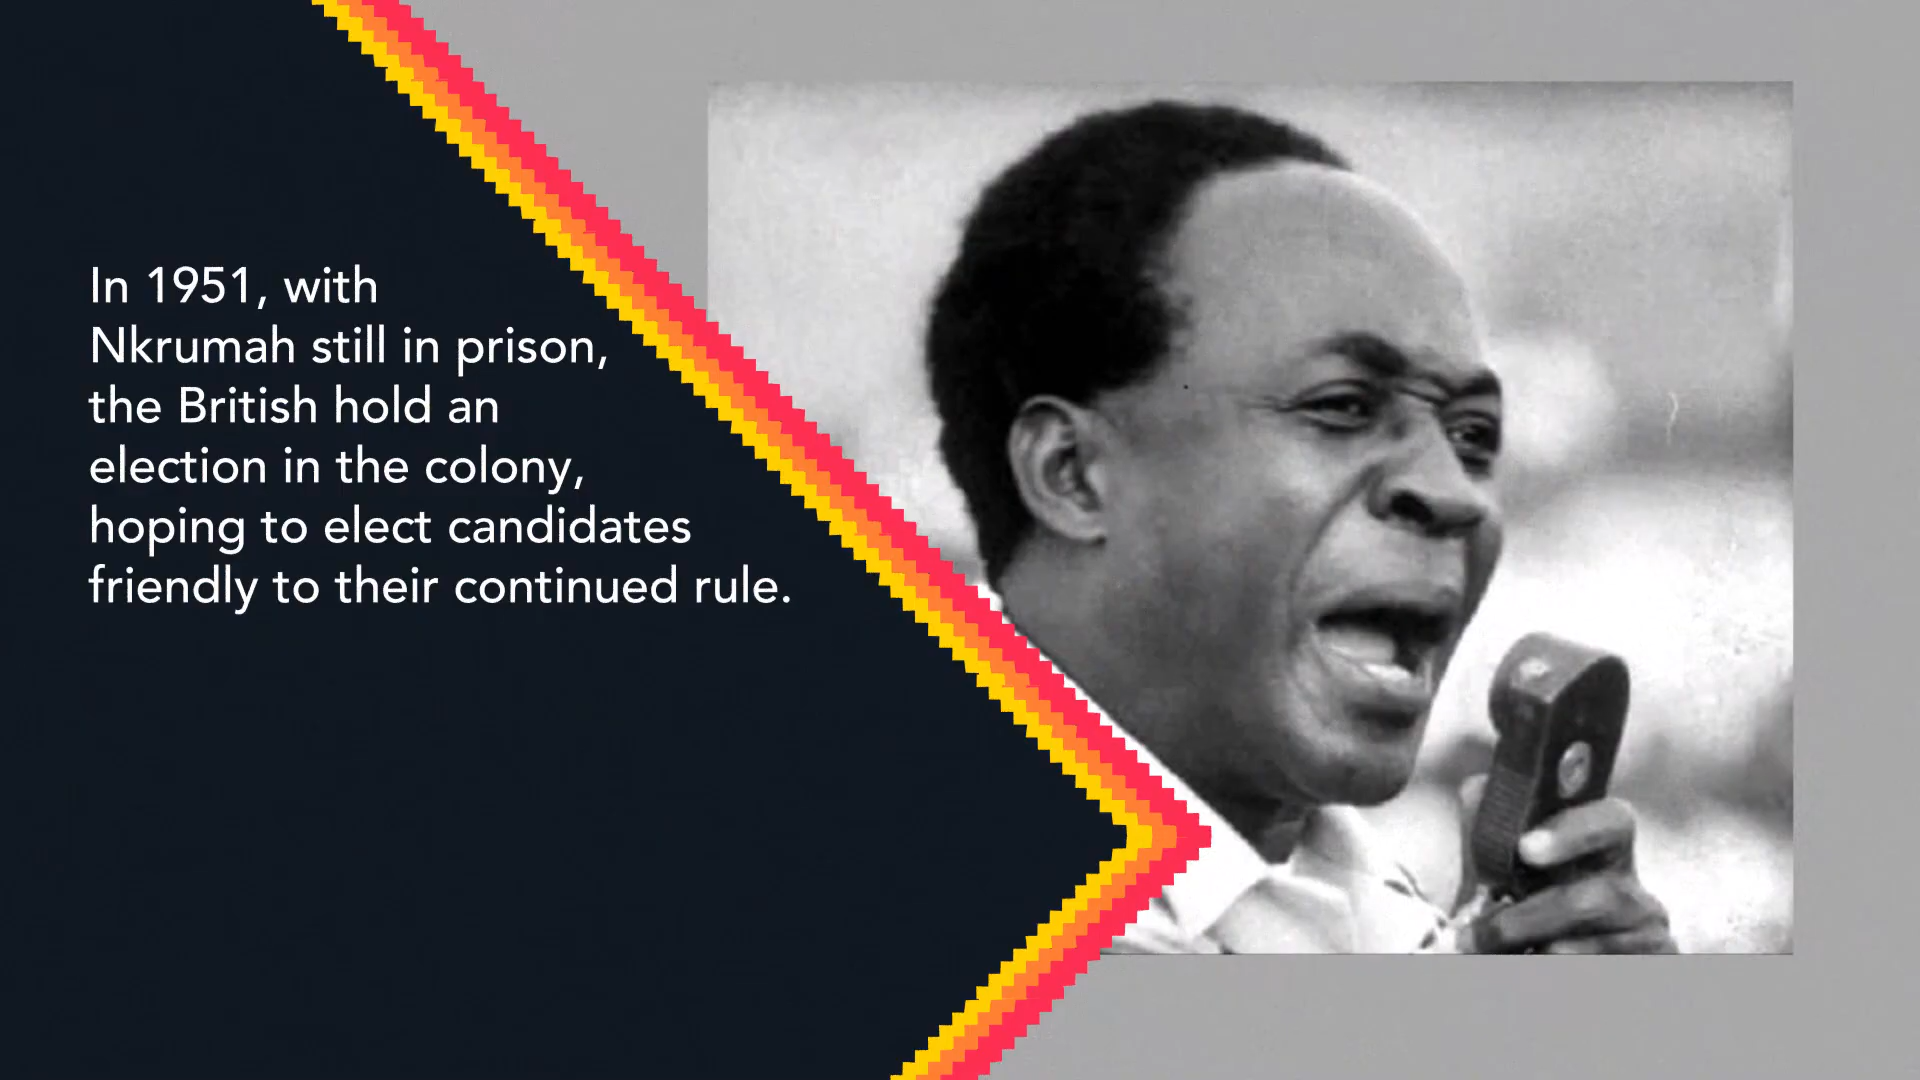 In 1951, with
Nkrumah still in prison,
the British hold an
election in the colony,
hoping to elect candidates
friendly to their continued rule.